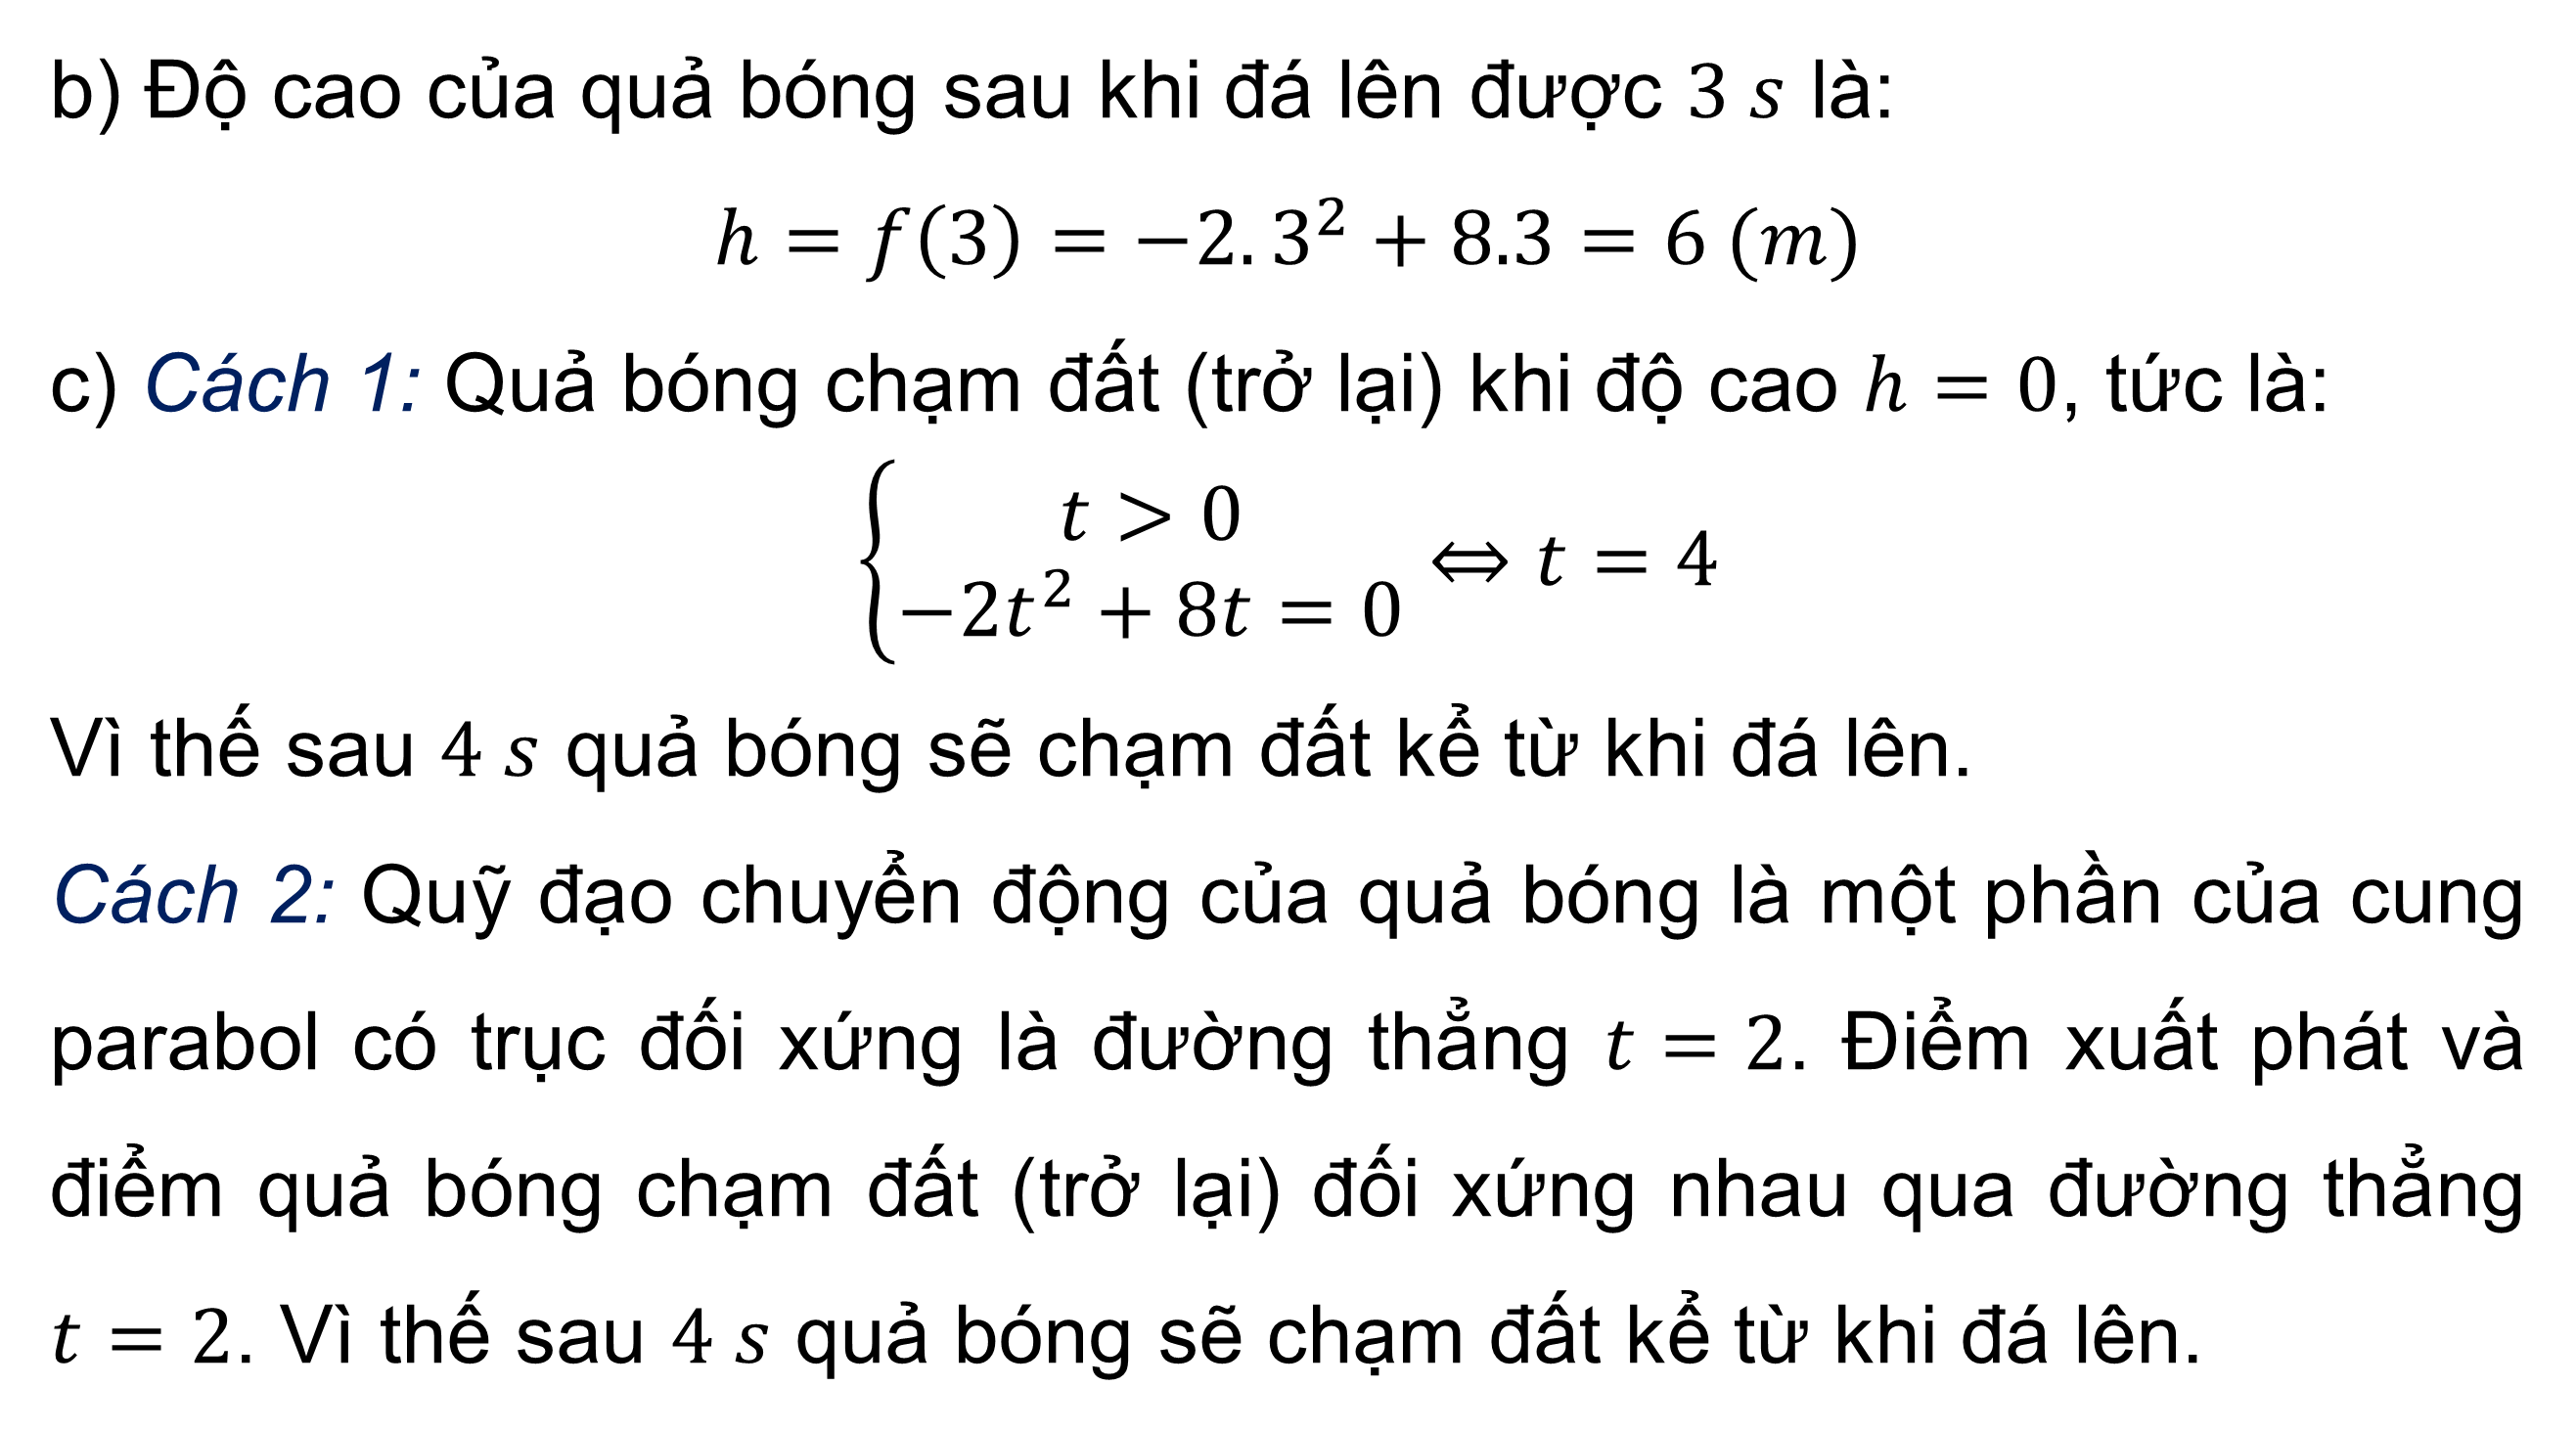 b) Độ cao của quả bóng sau khi đá lên được 3 s là:
h = f(3) = −2. 3² + 8.3 = 6 (m)
c) Cách 1: Quả bóng chạm đất (trở lại) khi độ cao h = 0, tức là:
{ t > 0
−2t² + 8t = 0 ⇔ t = 4
Vì thế sau 4 s quả bóng sẽ chạm đất kể từ khi đá lên.
Cách 2: Quỹ đạo chuyển động của quả bóng là một phần của cung
parabol có trục đối xứng là đường thẳng t = 2. Điểm xuất phát và
điểm quả bóng chạm đất (trở lại) đối xứng nhau qua đường thẳng
t = 2. Vì thế sau 4 s quả bóng sẽ chạm đất kể từ khi đá lên.